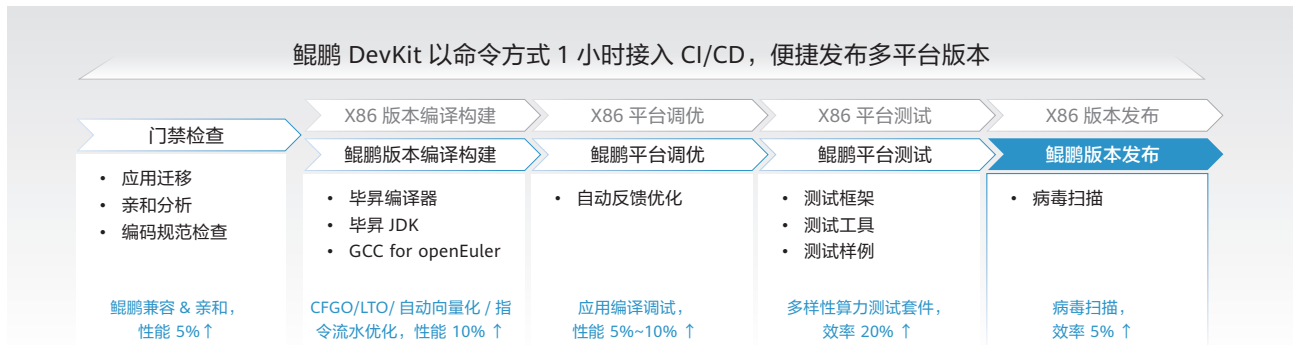 鲲鹏 DevKit 以命令方式 1 小时接入 CI/CD，便捷发布多平台版本
门禁检查
• 应用迁移
• 亲和分析
• 编码规范检查
鲲鹏兼容 & 亲和，
性能 5%↑
X86 版本编译构建
鲲鹏版本编译构建
• 毕昇编译器
• 毕昇 JDK
• GCC for openEuler
CFGO/LTO/ 自动向量化 / 指
令流水优化，性能 10% ↑
X86 平台调优
鲲鹏平台调优
• 自动反馈优化
应用编译调试，
性能 5%~10% ↑
X86 平台测试
鲲鹏平台测试
• 测试框架
• 测试工具
• 测试样例
多样性算力测试套件，
效率 20% ↑
X86 版本发布
鲲鹏版本发布
• 病毒扫描
病毒扫描，
效率 5% ↑